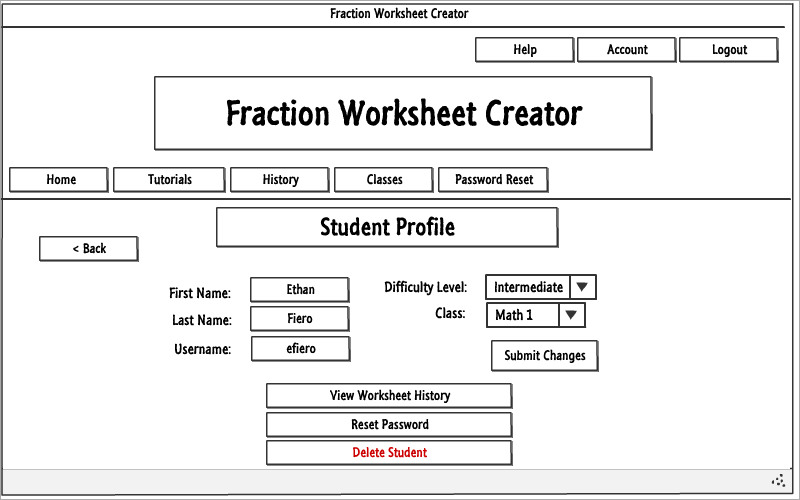 Fraction Worksheet Creator
Help Account Logout
Fraction Worksheet Creator
Home Tutorials History Classes Password Reset
Student Profile
< Back
First Name: Ethan Difficulty Level: Intermediate
Last Name: Fiero Class: Math 1
Username: efiero Submit Changes
View Worksheet History
Reset Password
Delete Student